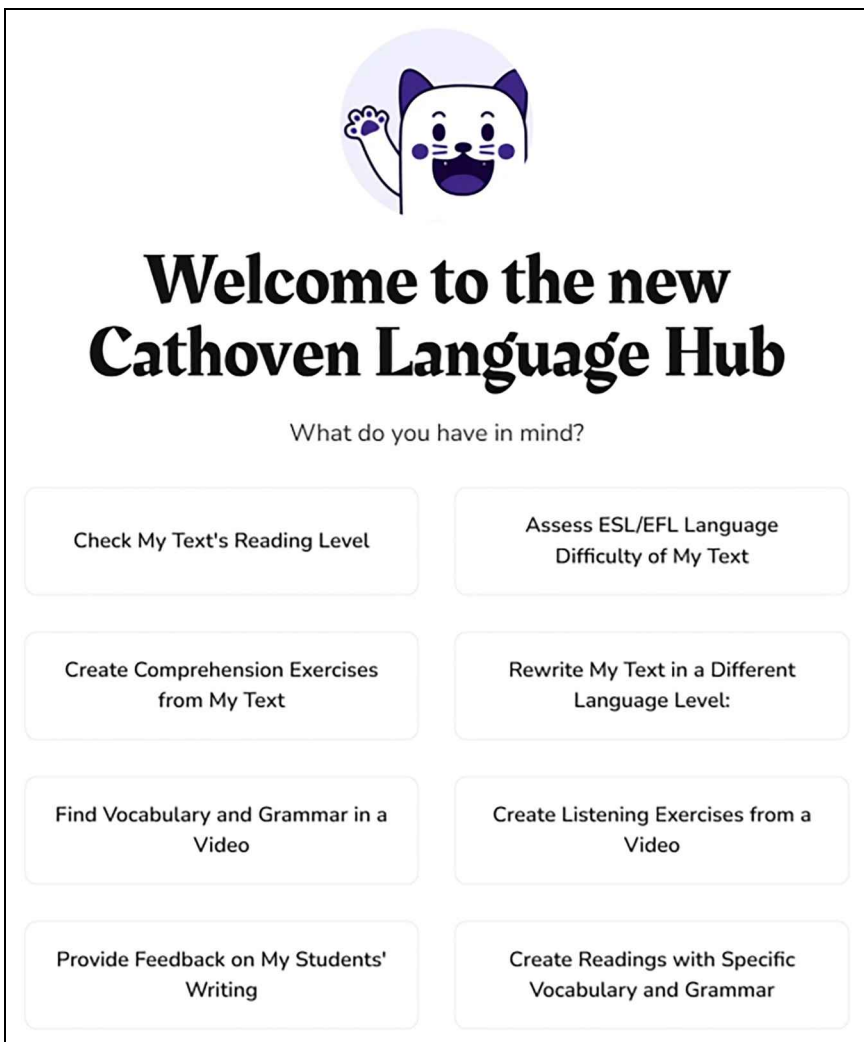 Welcome to the new
Cathoven Language Hub
What do you have in mind?
Check My Text's Reading Level
Assess ESL/EFL Language
Difficulty of My Text
Create Comprehension Exercises
from My Text
Rewrite My Text in a Different
Language Level:
Find Vocabulary and Grammar in a
Video
Create Listening Exercises from a
Video
Provide Feedback on My Students'
Writing
Create Readings with Specific
Vocabulary and Grammar